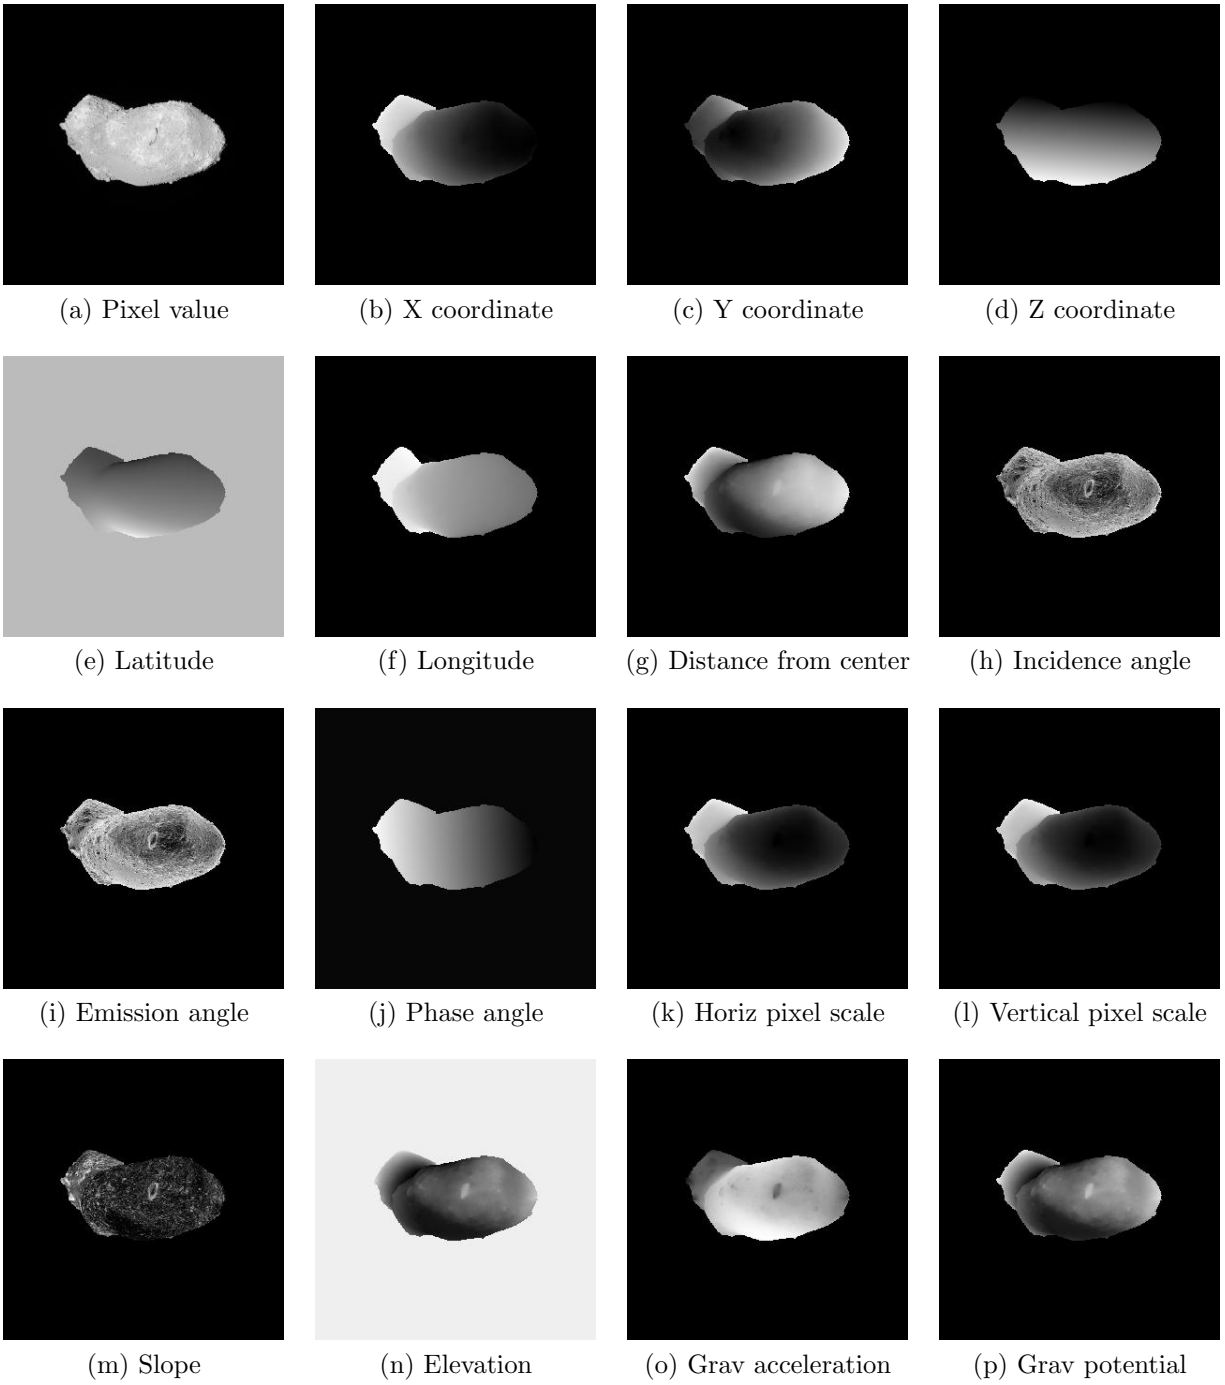 (a) Pixel value
(b) X coordinate
(c) Y coordinate
(d) Z coordinate
(e) Latitude
(f) Longitude
(g) Distance from center
(h) Incidence angle
(i) Emission angle
(j) Phase angle
(k) Horiz pixel scale
(l) Vertical pixel scale
(m) Slope
(n) Elevation
(o) Grav acceleration
(p) Grav potential